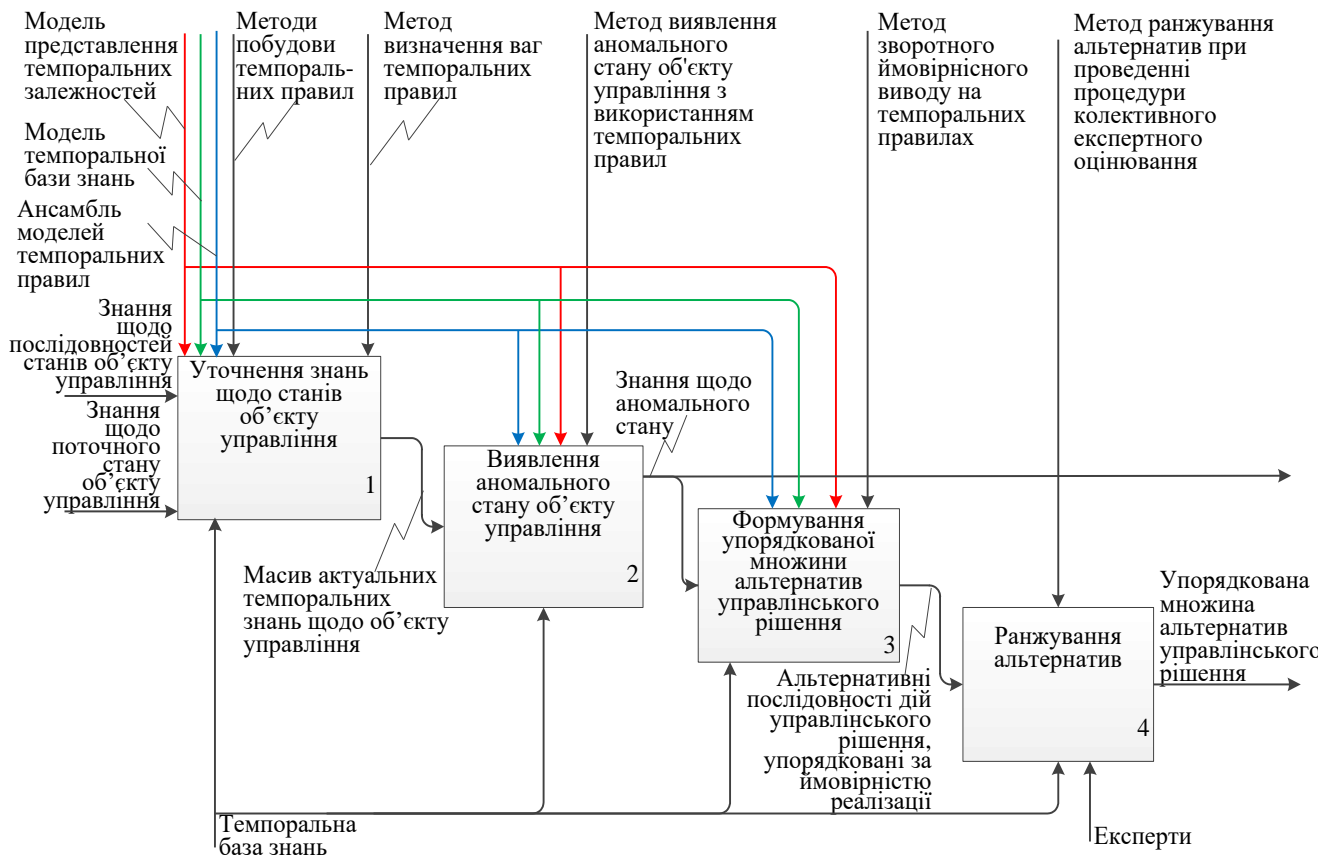 Модель
представлення
темпоральних
залежностей
Модель
темпоральної
бази знань
Ансамбль
моделей
темпоральних
правил
Методи
побудови
темпораль-
них правил
Метод
визначення ваг
темпоральних
правил
Метод виявлення
аномального
стану об'єкту
управління з
використанням
темпоральних
правил
Метод
зворотного
ймовірнісного
виводу на
темпоральних
правилах
Метод ранжування
альтернатив при
проведенні
процедури
колективного
експертного
оцінювання
Знання
щодо
послідовностей
станів об’єкту
управління
Знання
щодо
поточного
стану
об’єкту
управління
Уточнення знань
щодо станів
об’єкту
управління
1
Масив актуальних
темпоральних
знань щодо об’єкту
управління
Виявлення
аномального
стану об’єкту
управління
2
Знання щодо
аномального
стану
Формування
упорядкованої
множини
альтернатив
управлінського
рішення
3
Альтернативні
послідовності дій
управлінського
рішення,
упорядковані за
ймовірністю
реалізації
Ранжування
альтернатив
4
Упорядкована
множина
альтернатив
управлінського
рішення
Темпоральна
база знань
Експерти